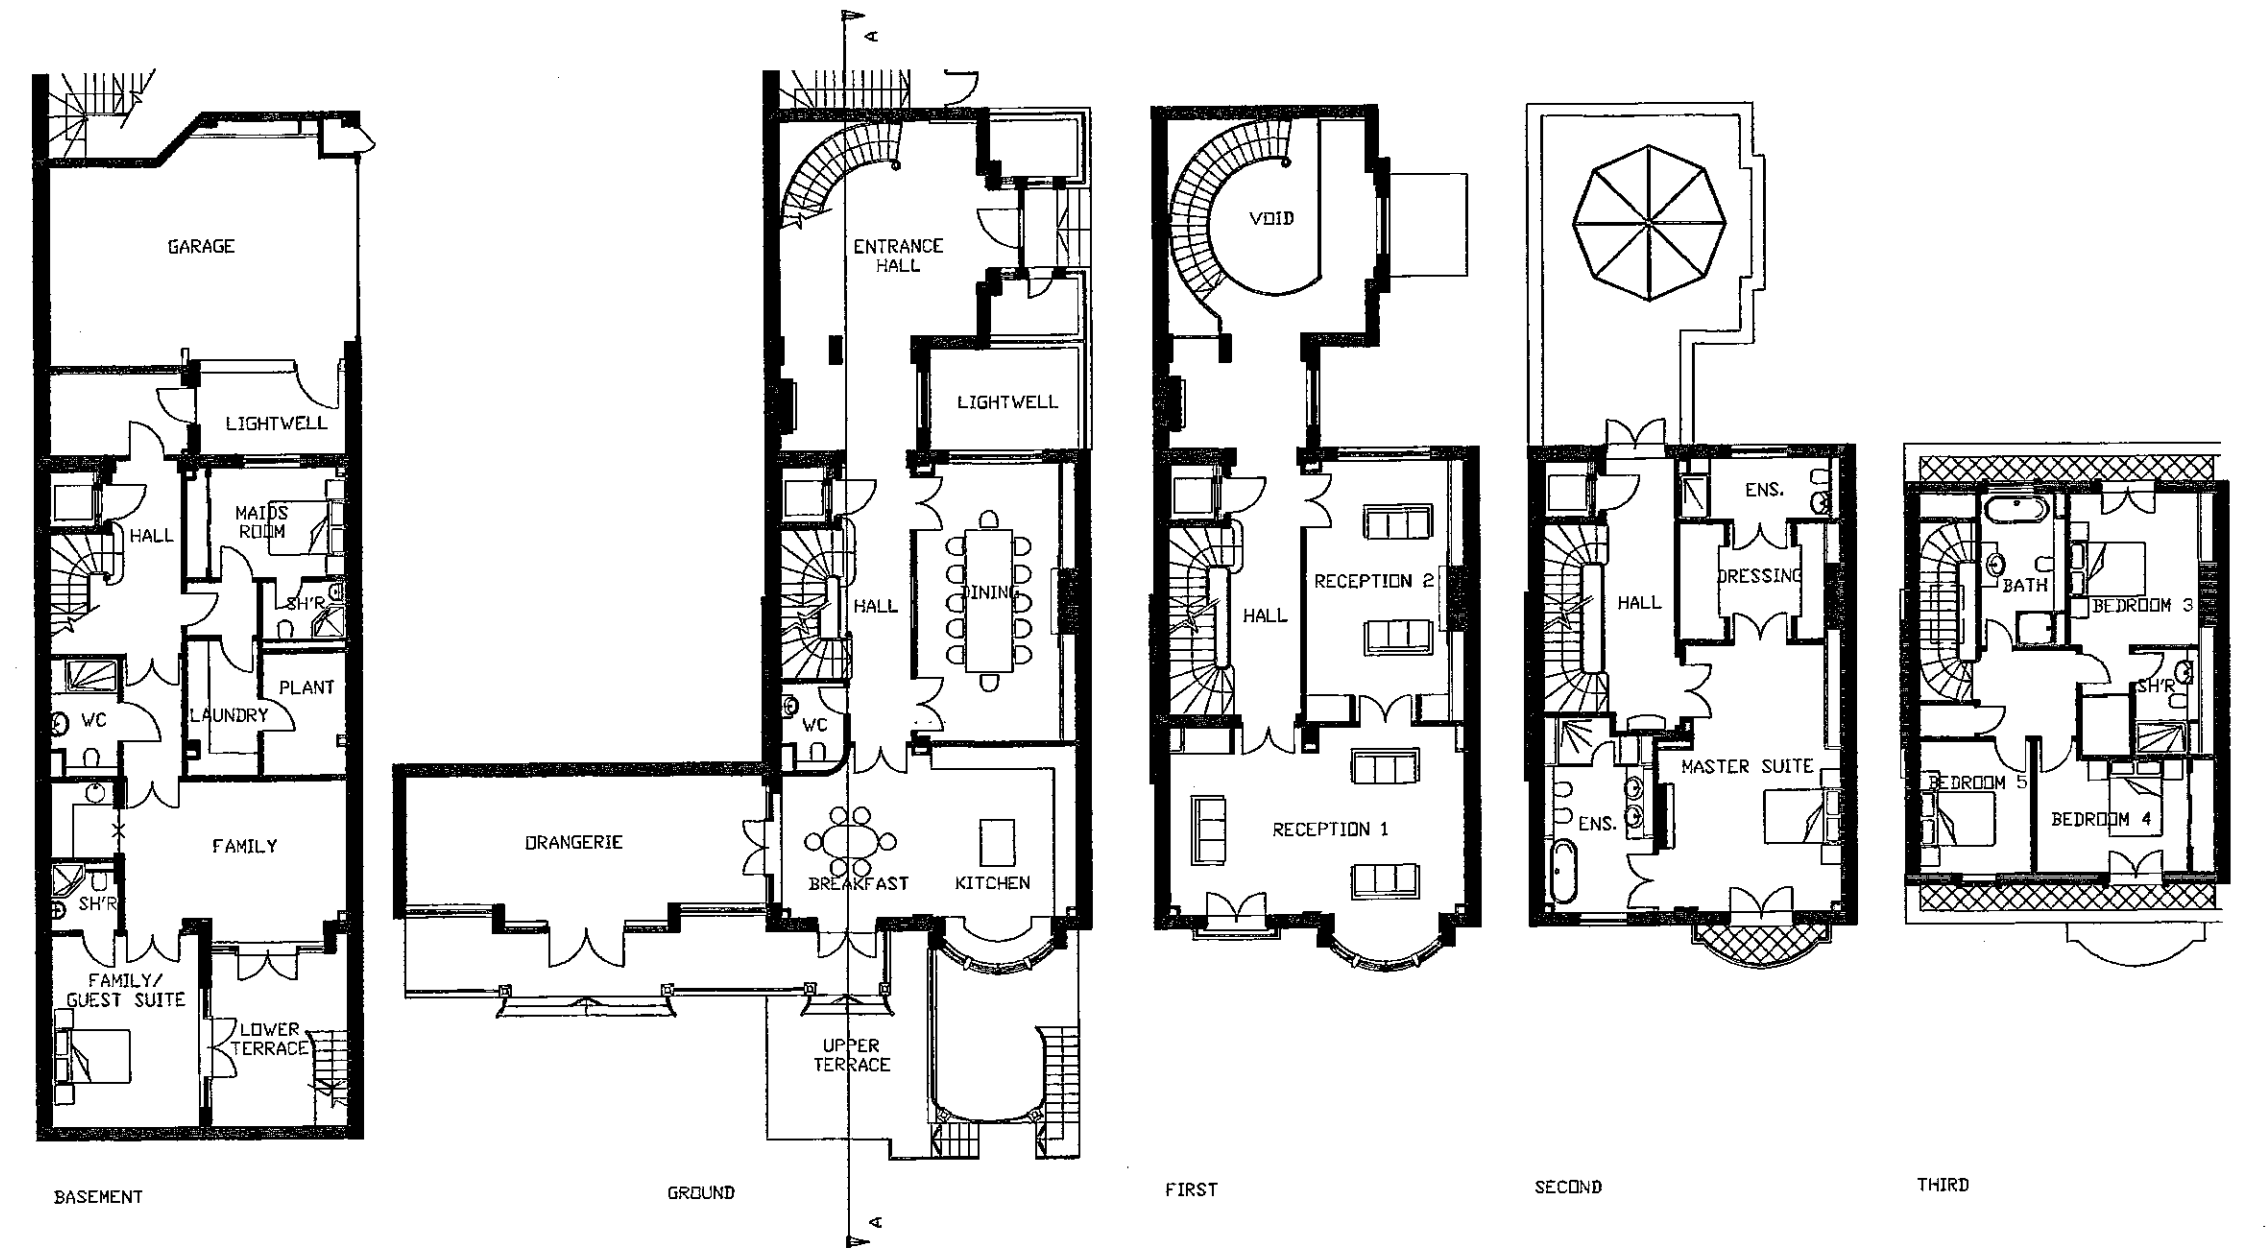 A
GARAGE
LIGHTWELL
HALL
MAIDS
ROOM
SH'R
PLANT
LAUNDRY
WC
FAMILY
SH'R
FAMILY/
GUEST SUITE
LOWER
TERRACE
BASEMENT
ENTRANCE
HALL
LIGHTWELL
HALL
DINING
WC
ORANGERIE
BREAKFAST
KITCHEN
UPPER
TERRACE
GROUND
A
VOID
RECEPTION 2
HALL
RECEPTION 1
FIRST
ENS.
DRESSING
HALL
MASTER SUITE
ENS.
SECOND
BATH
BEDROOM 3
SH'R
BEDROOM 5
BEDROOM 4
THIRD